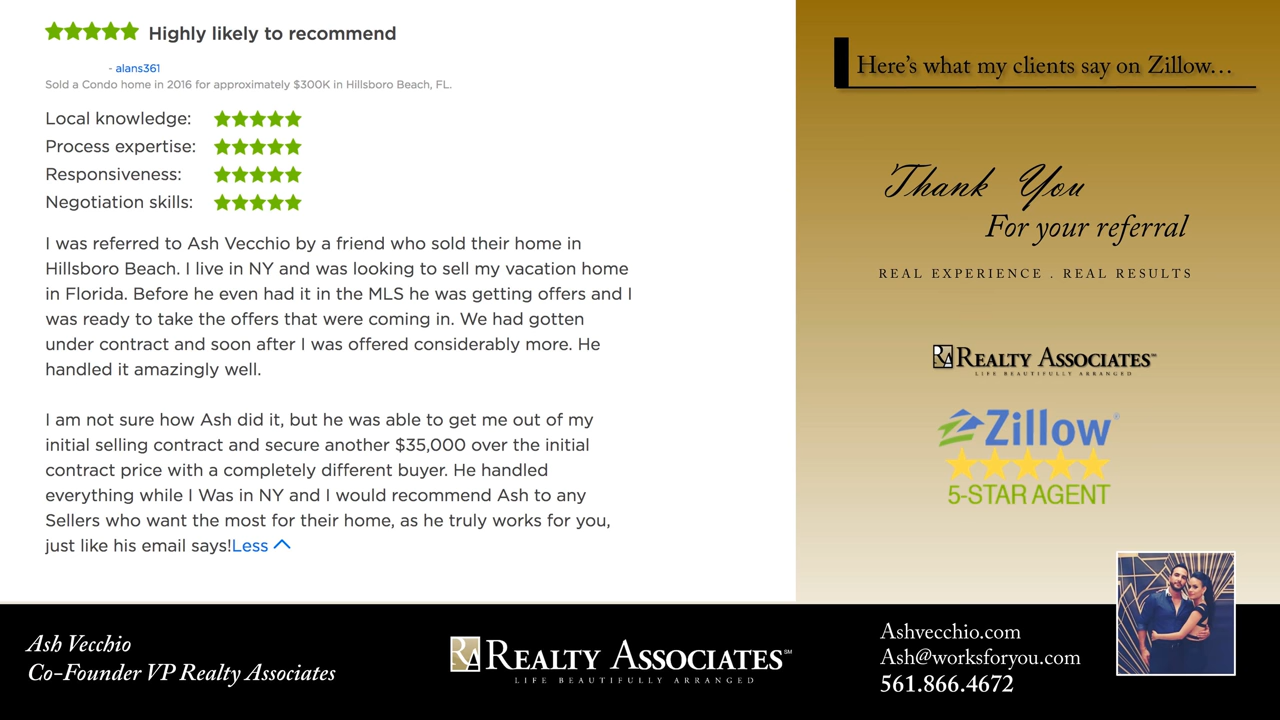 Highly likely to recommend
- alans361
Sold a Condo home in 2016 for approximately $300K in Hillsboro Beach, FL.
Local knowledge:
Process expertise:
Responsiveness:
Negotiation skills:
I was referred to Ash Vecchio by a friend who sold their home in
Hillsboro Beach. I live in NY and was looking to sell my vacation home
in Florida. Before he even had it in the MLS he was getting offers and I
was ready to take the offers that were coming in. We had gotten
under contract and soon after I was offered considerably more. He
handled it amazingly well.
I am not sure how Ash did it, but he was able to get me out of my
initial selling contract and secure another $35,000 over the initial
contract price with a completely different buyer. He handled
everything while I Was in NY and I would recommend Ash to any
Sellers who want the most for their home, as he truly works for you,
just like his email says!Less
Here's what my clients say on Zillow...
Thank You
For your referral
REAL EXPERIENCE . REAL RESULTS
RA REALTY ASSOCIATES SM
LIFE BEAUTIFULLY ARRANGED
Zillow®
5-STAR AGENT
Ash Vecchio
Co-Founder VP Realty Associates
RA REALTY ASSOCIATES SM
LIFE BEAUTIFULLY ARRANGED
Ashvecchio.com
Ash@worksforyou.com
561.866.4672